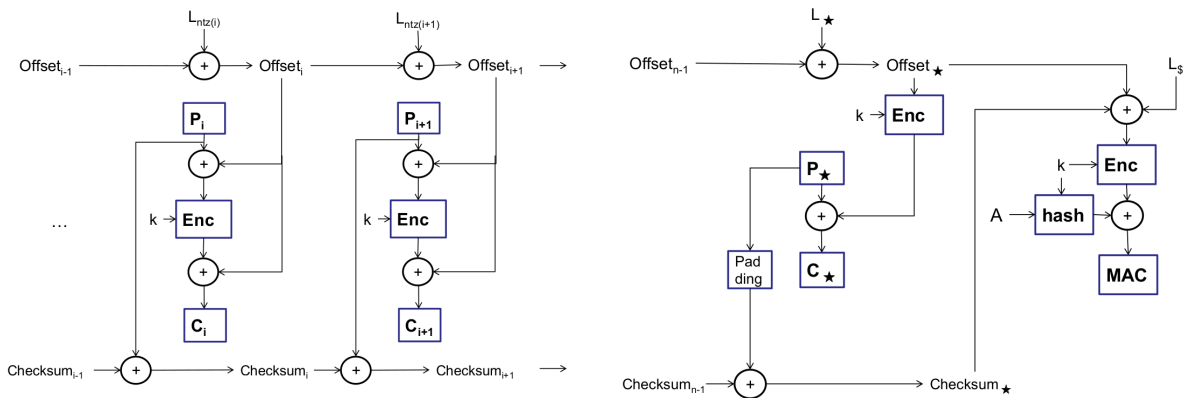 L_ntz(i)
L_ntz(i+1)
Offset_i-1
+
Offset_i
+
Offset_i+1
P_i
P_i+1
+
+
k
Enc
k
Enc
...
+
+
C_i
C_i+1
Checksum_i-1
+
Checksum_i
+
Checksum_i+1
L★
Offset_n-1
+
Offset★
L_$
k
Enc
+
P★
k
Enc
+
A
hash
+
Pad
ding
C★
MAC
Checksum_n-1
+
Checksum★